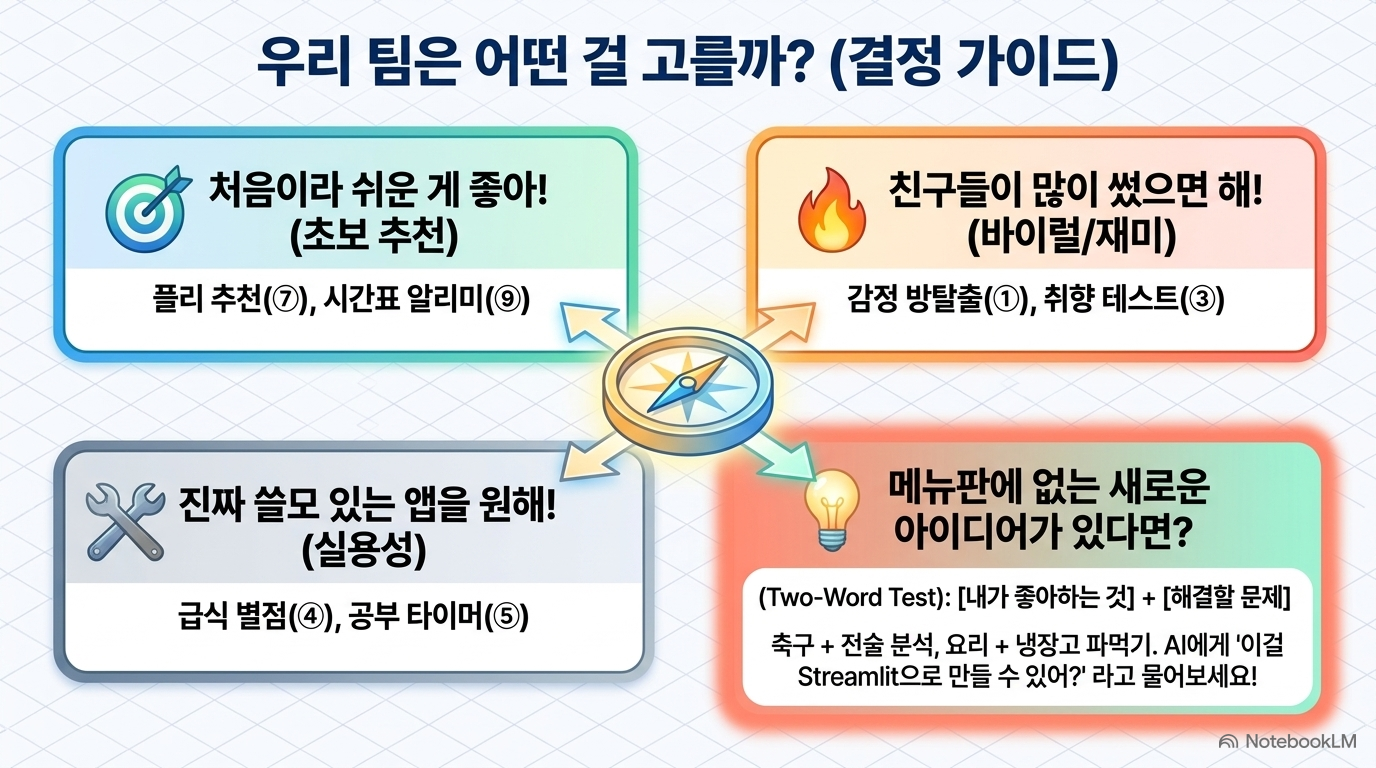 우리 팀은 어떤 걸 고를까? (결정 가이드)
처음이라 쉬운 게 좋아!
(초보 추천)
플리 추천(⑦), 시간표 알리미(⑨)
친구들이 많이 썼으면 해!
(바이럴/재미)
감정 방탈출(①), 취향 테스트(③)
진짜 쓸모 있는 앱을 원해!
(실용성)
급식 별점(④), 공부 타이머(⑤)
메뉴판에 없는 새로운
아이디어가 있다면?
(Two-Word Test): [내가 좋아하는 것] + [해결할 문제]
축구 + 전술 분석, 요리 + 냉장고 파먹기. AI에게 '이걸
Streamlit으로 만들 수 있어?' 라고 물어보세요!
NotebookLM